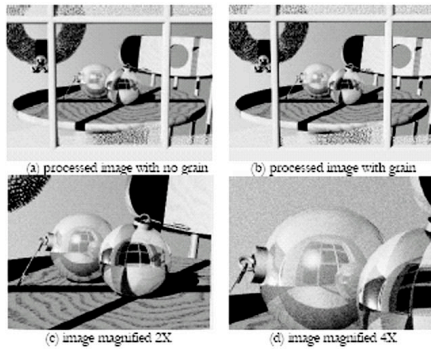 (a) processed image with no grain
(b) processed image with grain
(c) image magnified 2X
(d) image magnified 4X